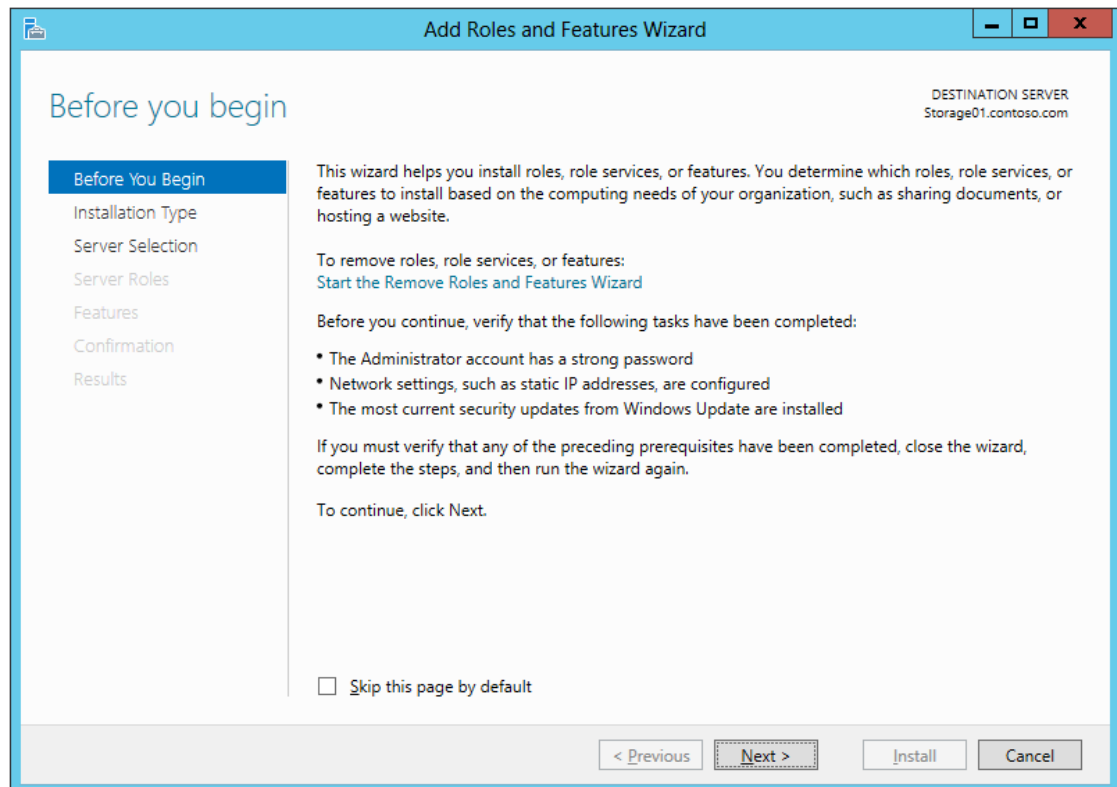 Add Roles and Features Wizard
Before you begin
DESTINATION SERVER
Storage01.contoso.com
Before You Begin
Installation Type
Server Selection
Server Roles
Features
Confirmation
Results
This wizard helps you install roles, role services, or features. You determine which roles, role services, or
features to install based on the computing needs of your organization, such as sharing documents, or
hosting a website.
To remove roles, role services, or features:
Start the Remove Roles and Features Wizard
Before you continue, verify that the following tasks have been completed:
• The Administrator account has a strong password
• Network settings, such as static IP addresses, are configured
• The most current security updates from Windows Update are installed
If you must verify that any of the preceding prerequisites have been completed, close the wizard,
complete the steps, and then run the wizard again.
To continue, click Next.
Skip this page by default
< Previous
Next >
Install
Cancel